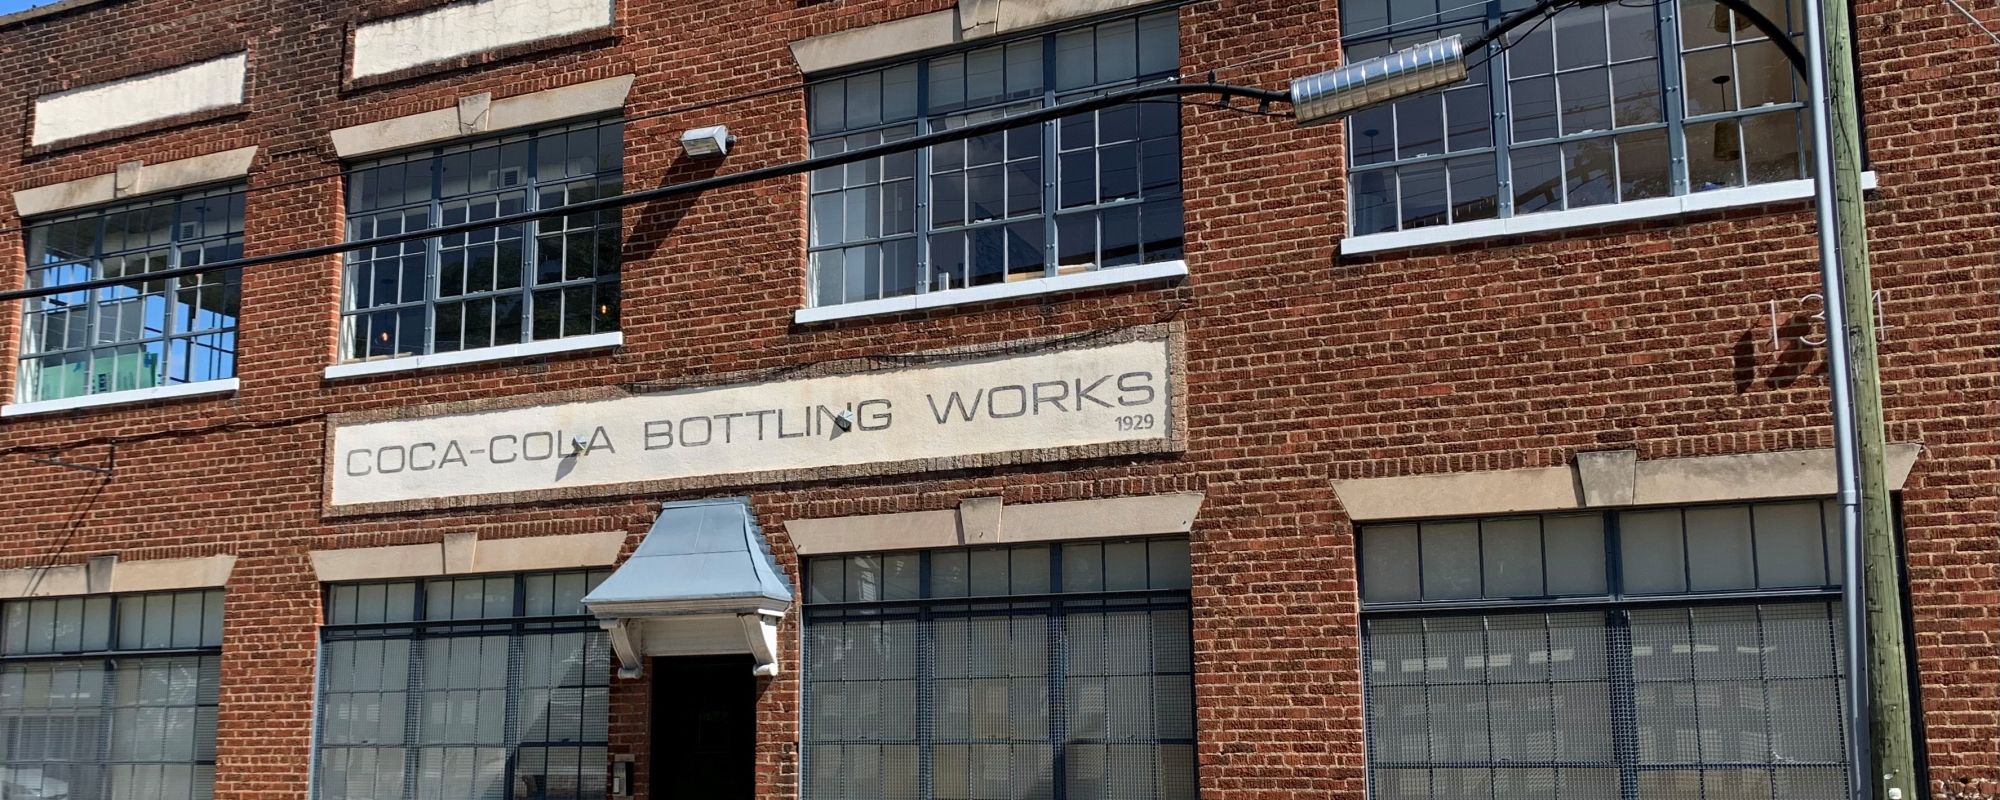 COCA-COLA BOTTLING WORKS
1929